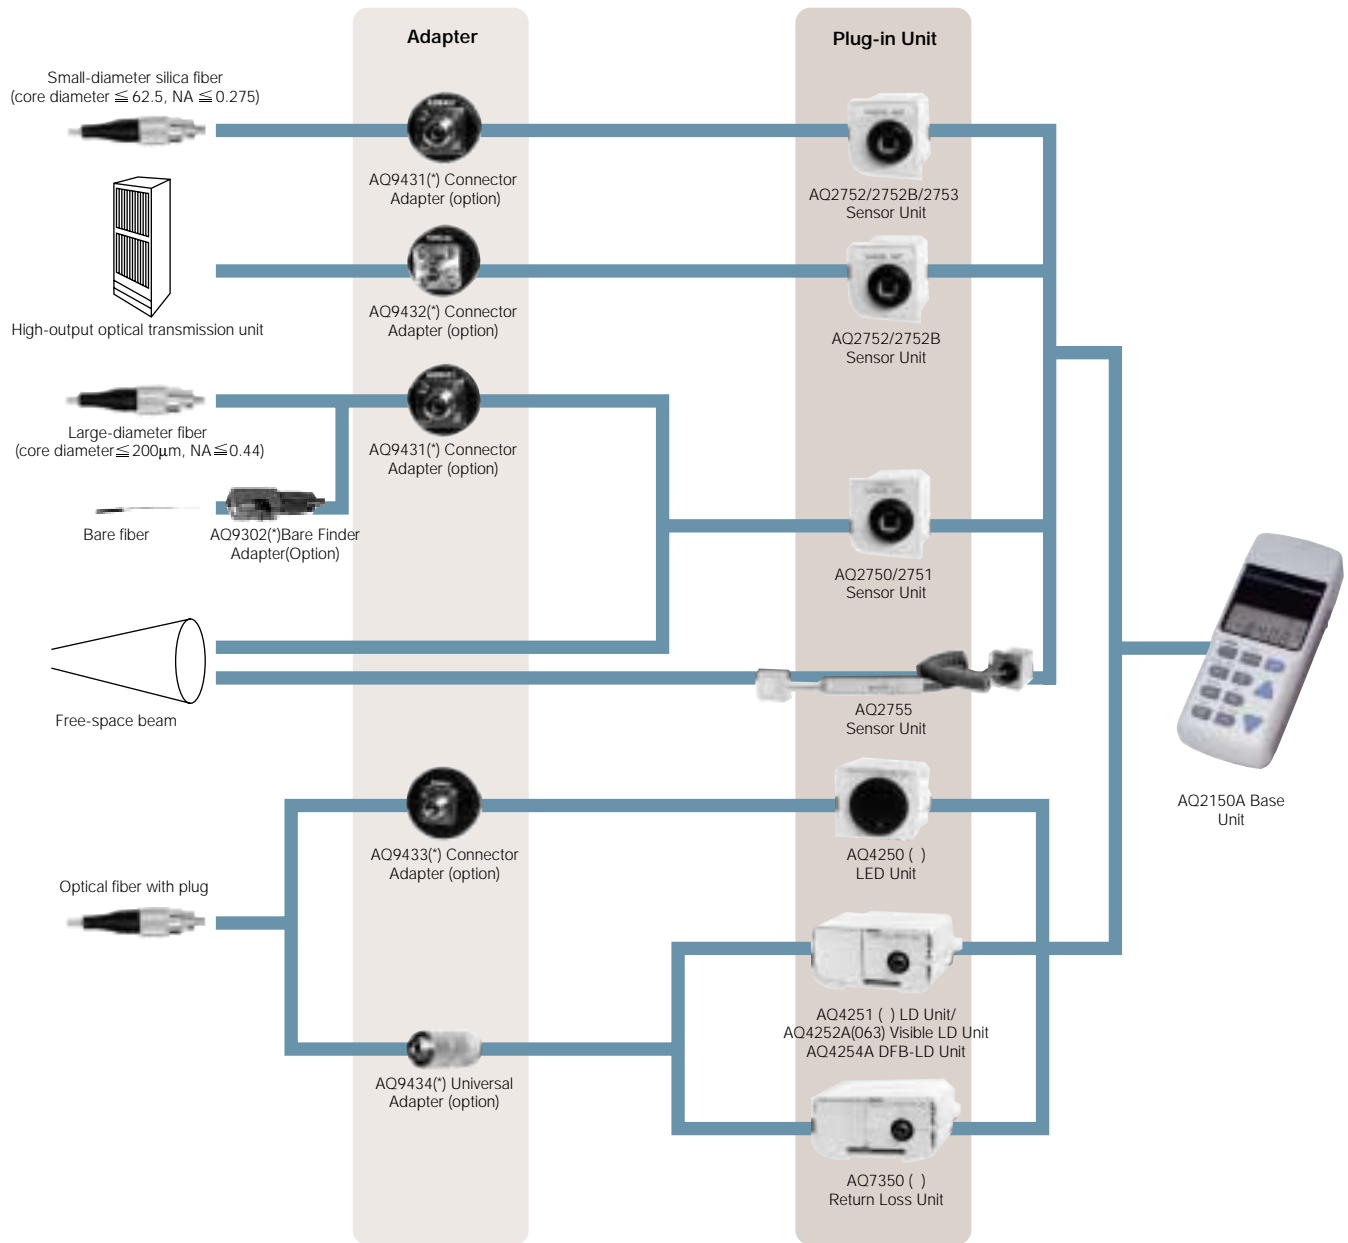 Adapter
Plug-in Unit
Small-diameter silica fiber
(core diameter ≦ 62.5, NA ≦ 0.275)
AQ9431(*) Connector
Adapter (option)
AQ2752/2752B/2753
Sensor Unit
High-output optical transmission unit
AQ9432(*) Connector
Adapter (option)
AQ2752/2752B
Sensor Unit
Large-diameter fiber
(core diameter≦200μm, NA≦0.44)
AQ9431(*) Connector
Adapter (option)
Bare fiber
AQ9302(*)Bare Finder
Adapter(Option)
AQ2750/2751
Sensor Unit
Free-space beam
AQ2755
Sensor Unit
AQ2150A Base
Unit
AQ9433(*) Connector
Adapter (option)
AQ4250 ( )
LED Unit
Optical fiber with plug
AQ4251 ( ) LD Unit/
AQ4252A(063) Visible LD Unit
AQ4254A DFB-LD Unit
AQ9434(*) Universal
Adapter (option)
AQ7350 ( )
Return Loss Unit